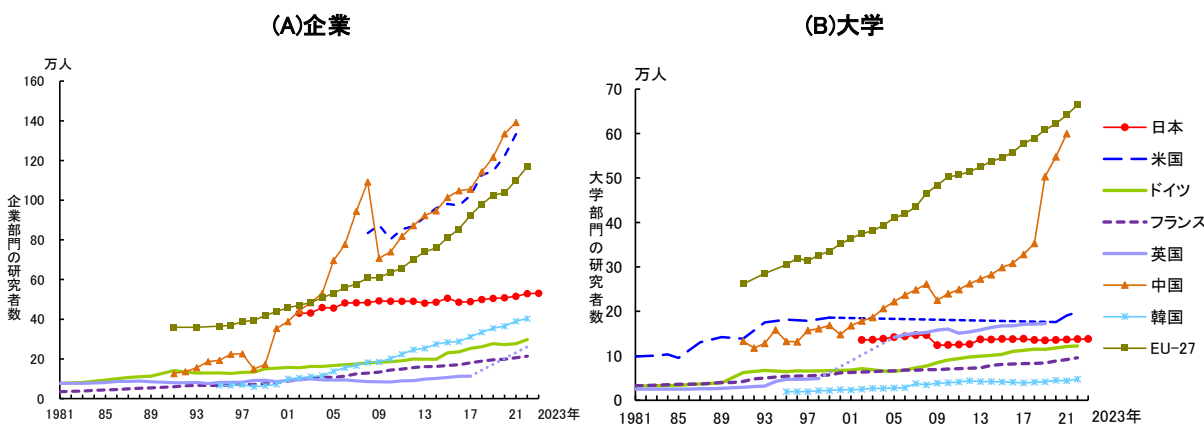 (A)企業
万人
160
140
120
100
80
60
40
20
0
企業部門の研究者数
1981 85 89 93 97 01 05 09 13 17 21 2023年
(B)大学
万人
70
60
50
40
30
20
10
0
大学部門の研究者数
1981 85 89 93 97 01 05 09 13 17 21 2023年
日本
米国
ドイツ
フランス
英国
中国
韓国
EU-27